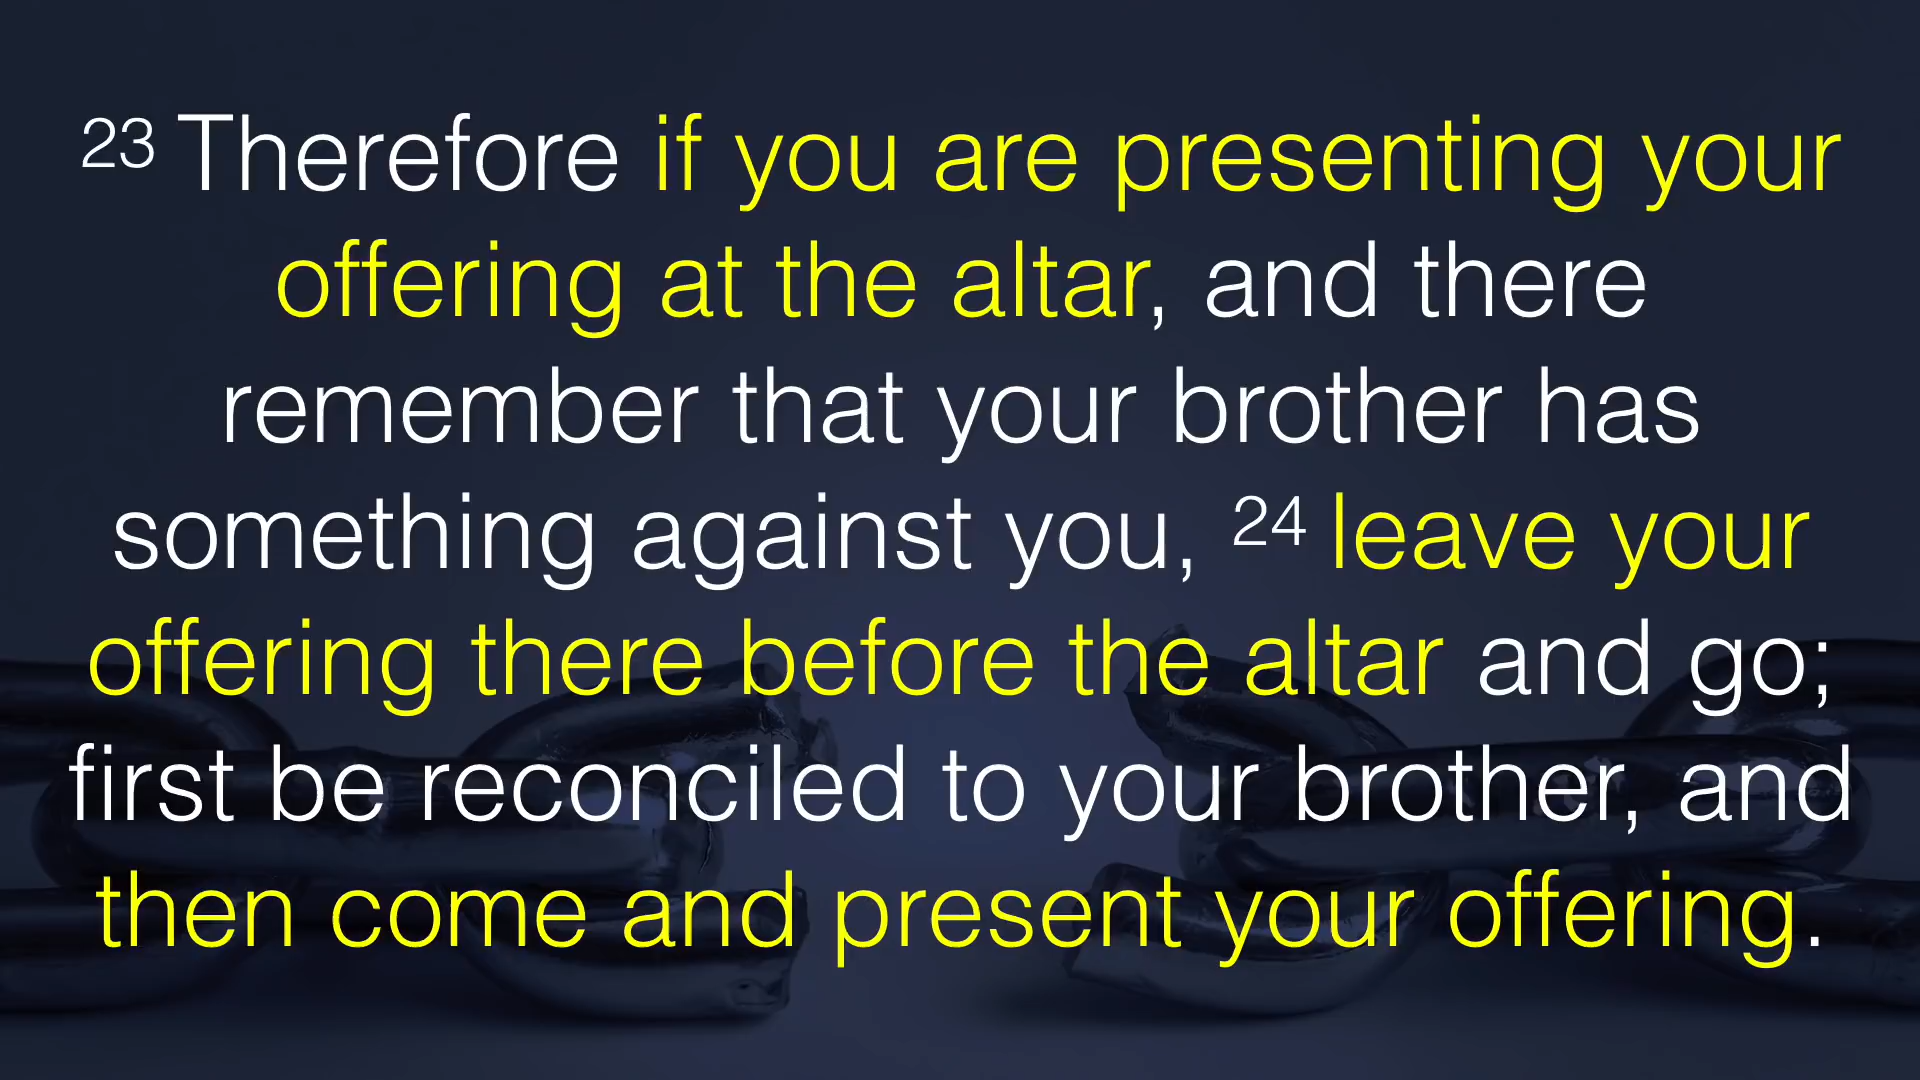 23 Therefore if you are presenting your
offering at the altar, and there
remember that your brother has
something against you, 24 leave your
offering there before the altar and go;
first be reconciled to your brother, and
then come and present your offering.